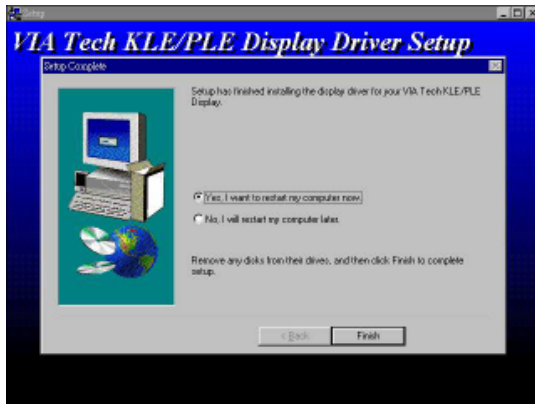 Setup
VIA Tech KLE/PLE Display Driver Setup
Setup Complete
Setup has finished installing the display driver for your VIA Tech KLE/PLE
Display.
Yes, I want to restart my computer now.
No, I will restart my computer later.
Remove any disks from their drives, and then click Finish to complete
setup.
< Back
Finish